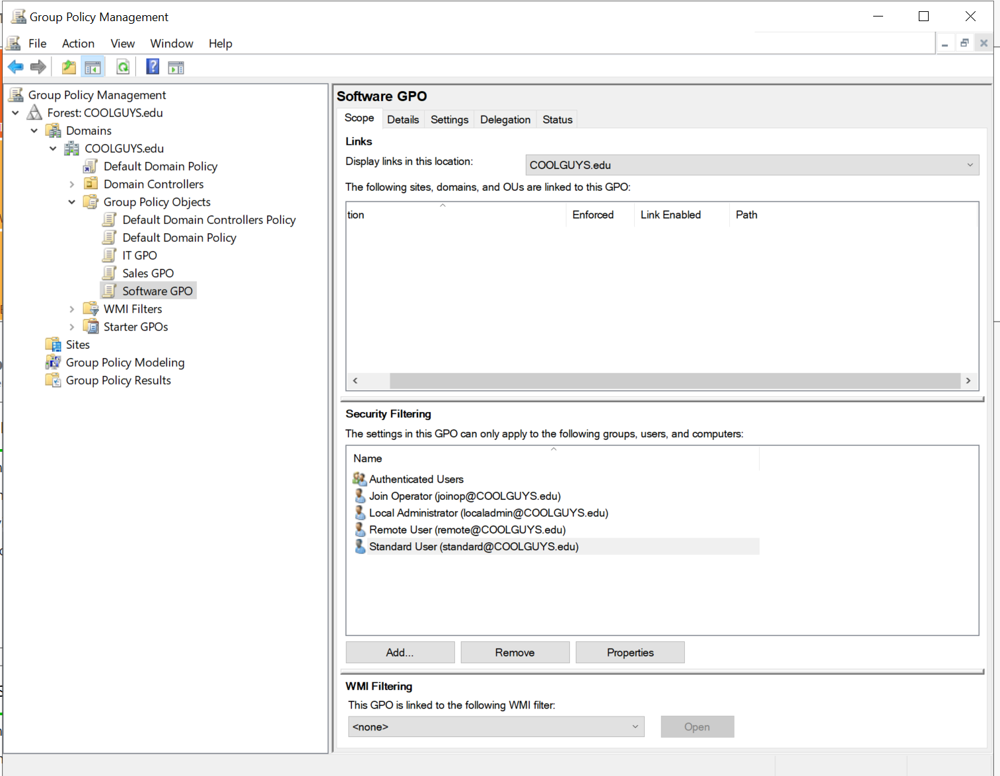 Group Policy Management
File Action View Window Help
Group Policy Management
Forest: COOLGUYS.edu
Domains
COOLGUYS.edu
Default Domain Policy
Domain Controllers
Group Policy Objects
Default Domain Controllers Policy
Default Domain Policy
IT GPO
Sales GPO
Software GPO
WMI Filters
Starter GPOs
Sites
Group Policy Modeling
Group Policy Results
Software GPO
Scope Details Settings Delegation Status
Links
Display links in this location: COOLGUYS.edu
The following sites, domains, and OUs are linked to this GPO:
tion Enforced Link Enabled Path
Security Filtering
The settings in this GPO can only apply to the following groups, users, and computers:
Name
Authenticated Users
Join Operator (joinop@COOLGUYS.edu)
Local Administrator (localadmin@COOLGUYS.edu)
Remote User (remote@COOLGUYS.edu)
Standard User (standard@COOLGUYS.edu)
Add... Remove Properties
WMI Filtering
This GPO is linked to the following WMI filter:
<none> Open